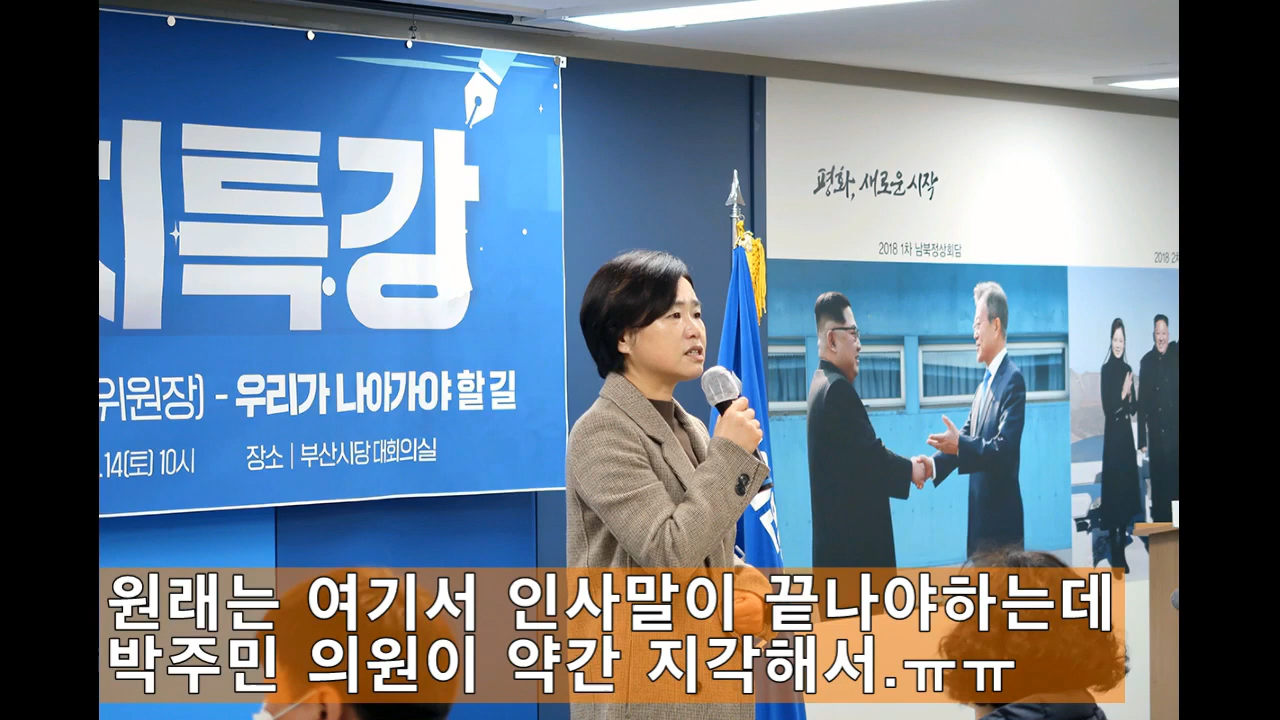 치특강
위원장) - 우리가 나아가야 할 길
.14(토) 10시 장소 | 부산시당 대회의실
평화, 새로운 시작
2018 1차 남북정상회담
2018 2차
원래는 여기서 인사말이 끝나야하는데
박주민 의원이 약간 지각해서.ㅠㅠ